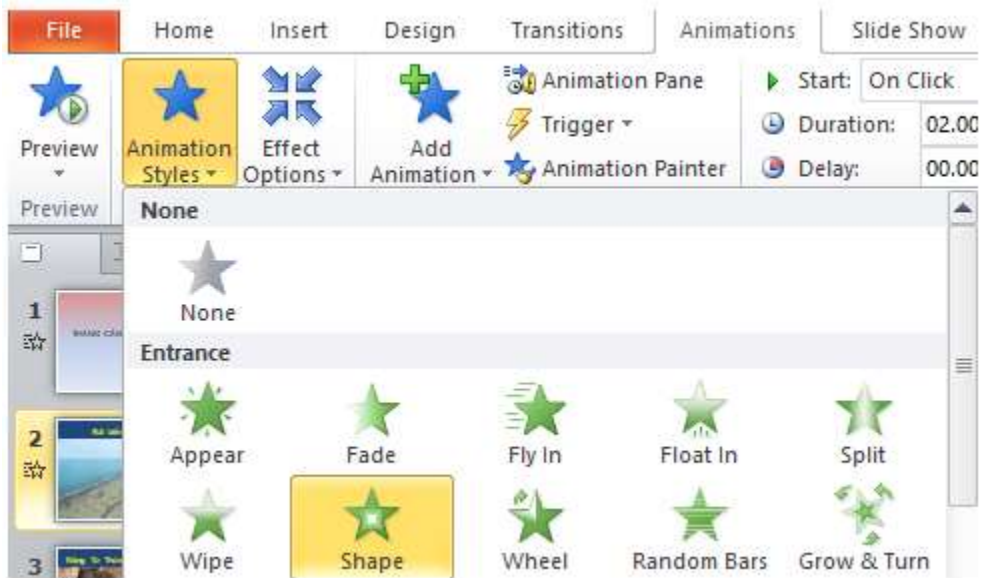 File Home Insert Design Transitions Animations Slide Show
Preview
Animation Styles
Effect Options
Add Animation
Animation Pane
Trigger
Animation Painter
Start: On Click
Duration: 02.00
Delay: 00.00
Preview
None
None
Entrance
Appear Fade Fly In Float In Split
Wipe Shape Wheel Random Bars Grow & Turn
1
2
3